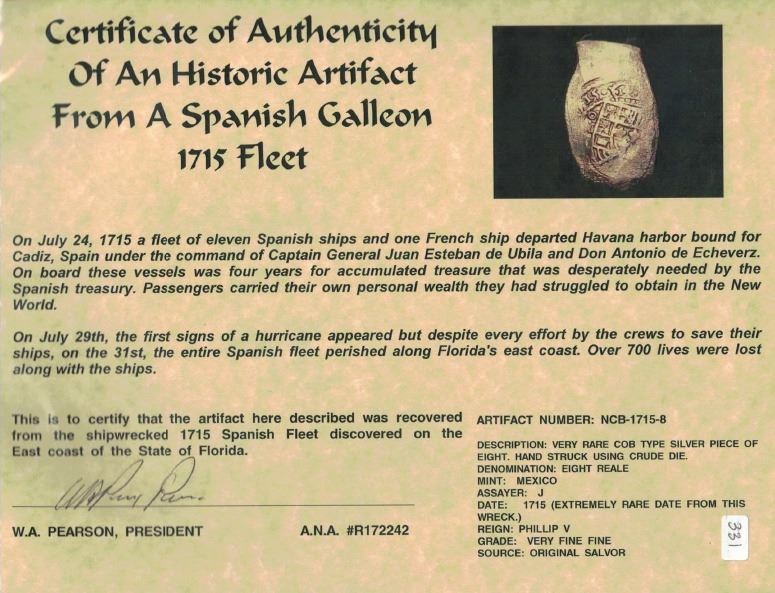 Certificate of Authenticity
Of An Historic Artifact
From A Spanish Galleon
1715 Fleet
On July 24, 1715 a fleet of eleven Spanish ships and one French ship departed Havana harbor bound for
Cadiz, Spain under the command of Captain General Juan Esteban de Ubila and Don Antonio de Echeverz.
On board these vessels was four years for accumulated treasure that was desperately needed by the
Spanish treasury. Passengers carried their own personal wealth they had struggled to obtain in the New
World.
On July 29th, the first signs of a hurricane appeared but despite every effort by the crews to save their
ships, on the 31st, the entire Spanish fleet perished along Florida's east coast. Over 700 lives were lost
along with the ships.
This is to certify that the artifact here described was recovered
from the shipwrecked 1715 Spanish Fleet discovered on the
East coast of the State of Florida.
W.A. PEARSON, PRESIDENT A.N.A. #R172242
ARTIFACT NUMBER: NCB-1715-8
DESCRIPTION: VERY RARE COB TYPE SILVER PIECE OF
EIGHT. HAND STRUCK USING CRUDE DIE.
DENOMINATION: EIGHT REALE
MINT: MEXICO
ASSAYER: J
DATE: 1715 (EXTREMELY RARE DATE FROM THIS
WRECK.)
REIGN: PHILLIP V
GRADE: VERY FINE FINE
SOURCE: ORIGINAL SALVOR
331